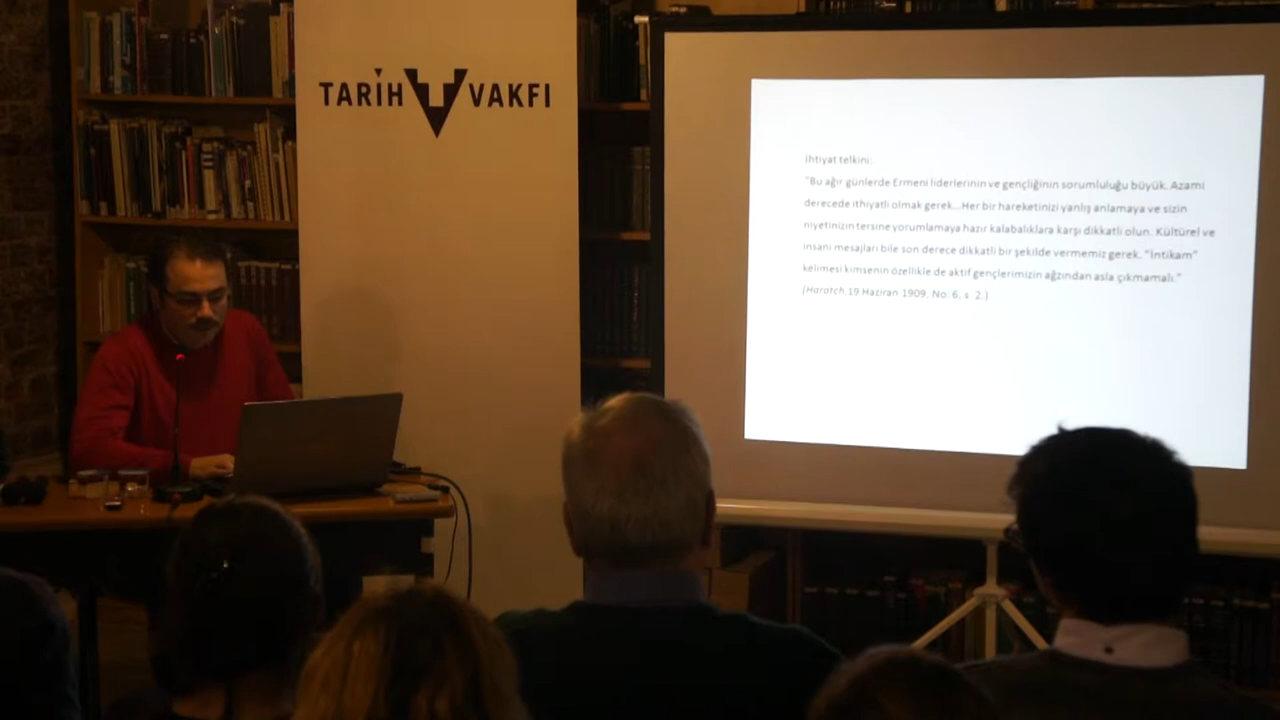 TARİH VAKFI
İhtiyat telkini:
"Bu ağır günlerde Ermeni liderlerinin ve gençliğinin sorumluluğu büyük. Azami
derecede ithiyatlı olmak gerek...Her bir hareketinizi yanlış anlamaya ve sizin
niyetinizin tersine yorumlamaya hazır kalabalıklara karşı dikkatli olun. Kültürel ve
insani mesajları bile son derece dikkatli bir şekilde vermemiz gerek. "İntikam"
kelimesi kimsenin özellikle de aktif gençlerimizin ağzından asla çıkmamalı."
(Haratch,19 Haziran 1909, No: 6, s. 2.)